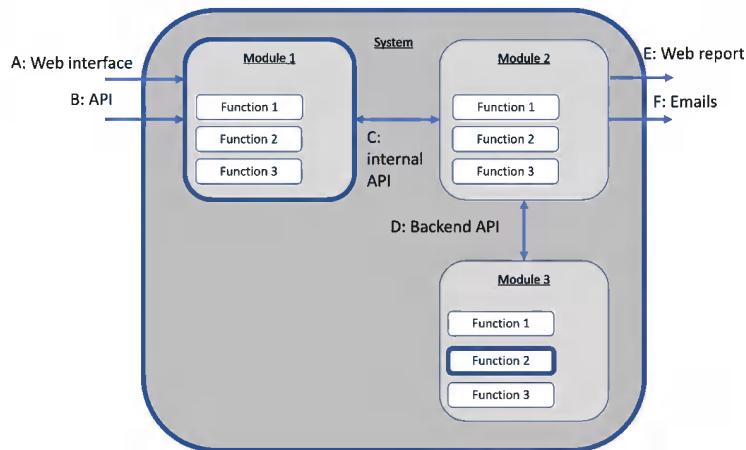 System
A: Web interface
B: API
Module 1
Function 1
Function 2
Function 3
C:
internal
API
Module 2
Function 1
Function 2
Function 3
E: Web report
F: Emails
D: Backend API
Module 3
Function 1
Function 2
Function 3